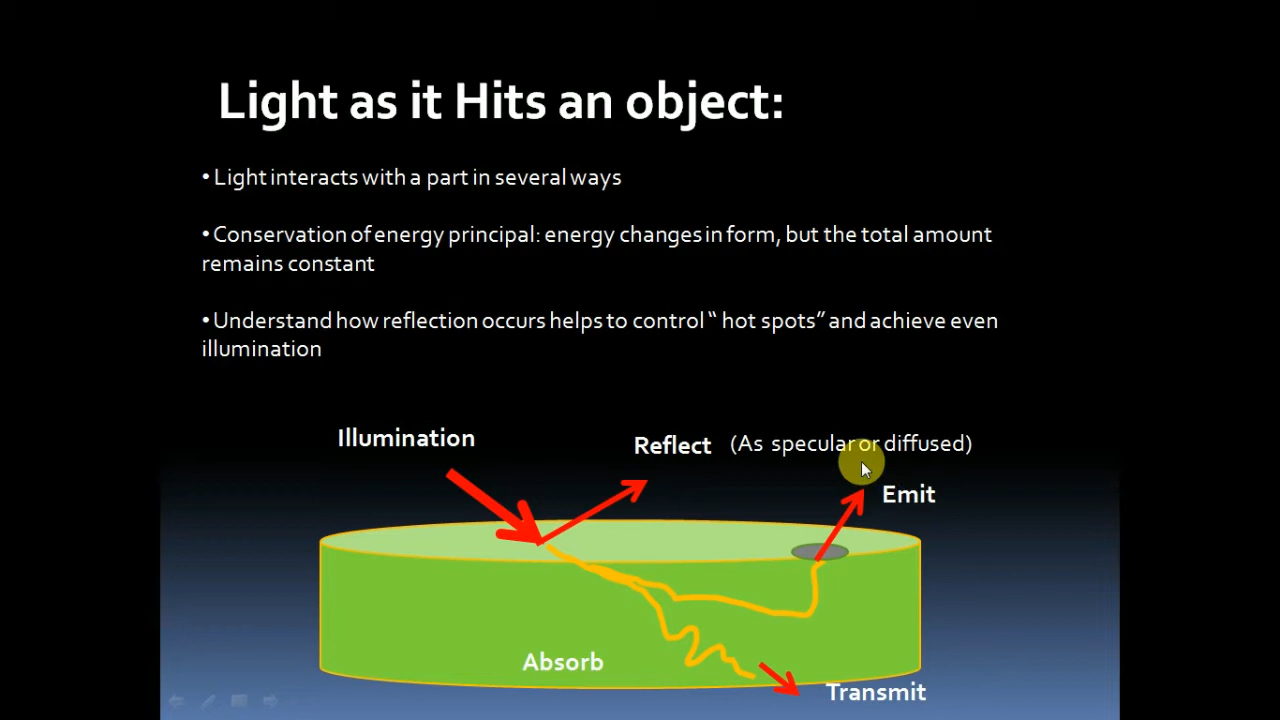 Light as it Hits an object:
• Light interacts with a part in several ways
• Conservation of energy principal: energy changes in form, but the total amount
remains constant
• Understand how reflection occurs helps to control “ hot spots” and achieve even
illumination
Illumination
Reflect (As specular or diffused)
Emit
Absorb
Transmit